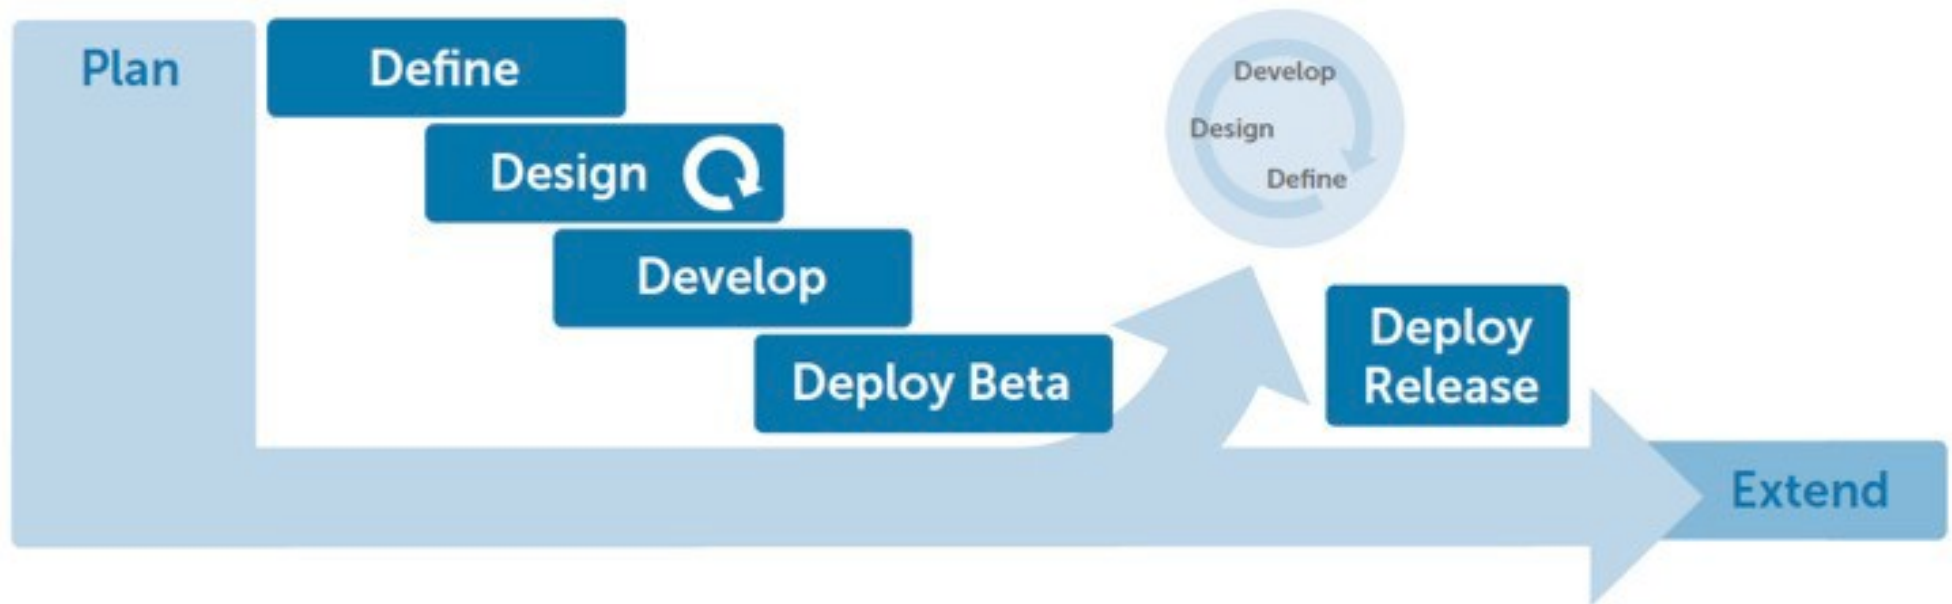 Plan
Define
Design
Develop
Deploy Beta
Develop
Design
Define
Deploy
Release
Extend